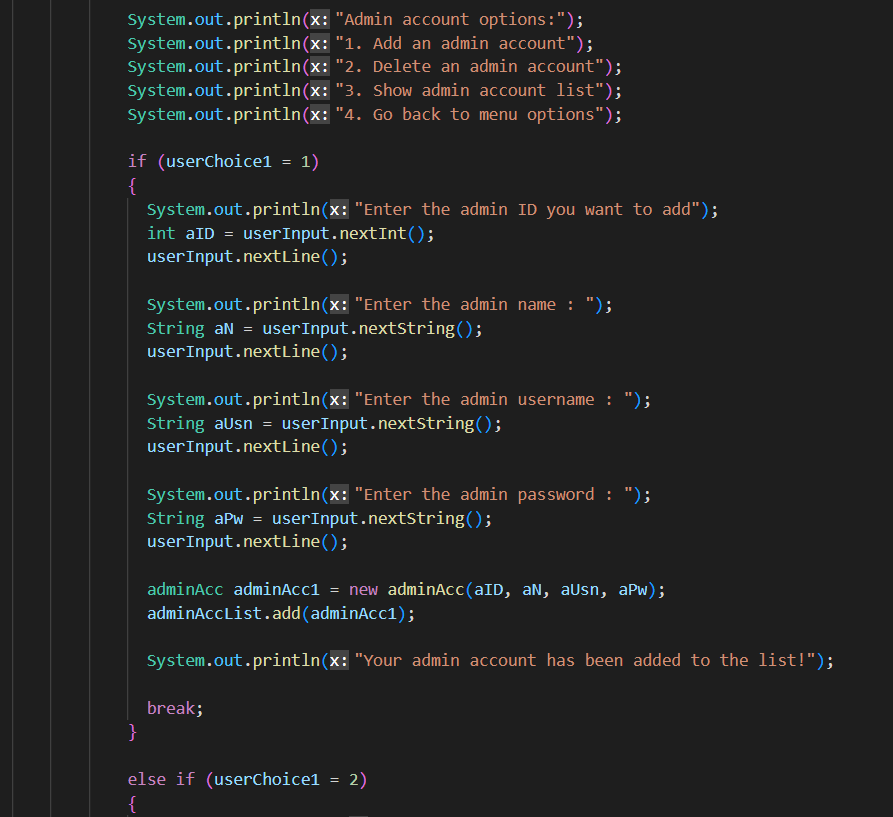 System.out.println(x: "Admin account options:");
System.out.println(x: "1. Add an admin account");
System.out.println(x: "2. Delete an admin account");
System.out.println(x: "3. Show admin account list");
System.out.println(x: "4. Go back to menu options");
if (userChoice1 = 1)
{
System.out.println(x: "Enter the admin ID you want to add");
int aID = userInput.nextInt();
userInput.nextLine();
System.out.println(x: "Enter the admin name : ");
String aN = userInput.nextString();
userInput.nextLine();
System.out.println(x: "Enter the admin username : ");
String aUsn = userInput.nextString();
userInput.nextLine();
System.out.println(x: "Enter the admin password : ");
String aPw = userInput.nextString();
userInput.nextLine();
adminAcc adminAcc1 = new adminAcc(aID, aN, aUsn, aPw);
adminAccList.add(adminAcc1);
System.out.println(x: "Your admin account has been added to the list!");
break;
}
else if (userChoice1 = 2)
{